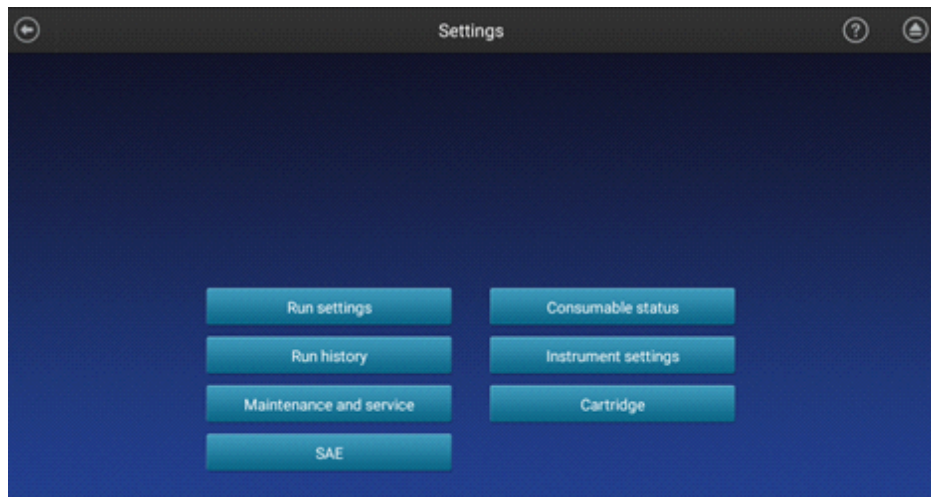 Settings
?
Run settings
Consumable status
Run history
Instrument settings
Maintenance and service
Cartridge
SAE